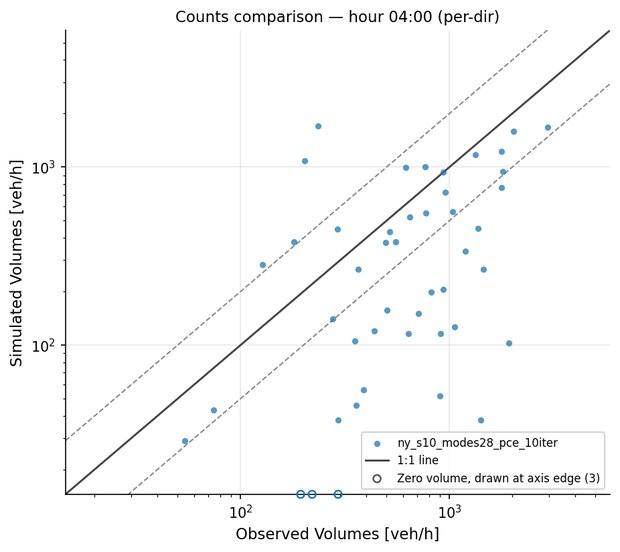 Counts comparison — hour 04:00 (per-dir)
Simulated Volumes [veh/h]
10³
10²
ny_s10_modes28_pce_10iter
1:1 line
Zero volume, drawn at axis edge (3)
10² 10³
Observed Volumes [veh/h]